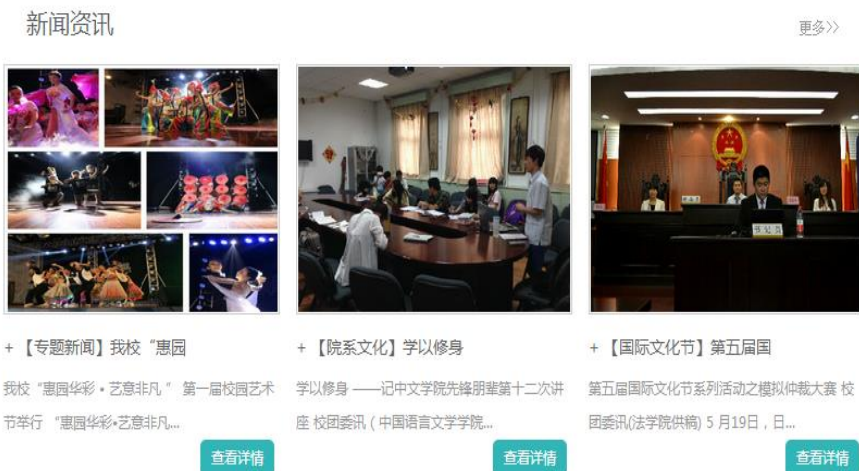 新闻资讯
更多>>
+ 【专题新闻】我校“惠园
我校“惠园华彩•艺意非凡 ” 第一届校园艺术
节举行 “惠园华彩•艺意非凡...
查看详情
+ 【院系文化】学以修身
学以修身 ——记中文学院先锋朋辈第十二次讲
座 校团委讯 ( 中国语言文学学院...
查看详情
书记员
+ 【国际文化节】第五届国
第五届国际文化节系列活动之模拟仲裁大赛 校
团委讯(法学院供稿) 5 月19日，日...
查看详情